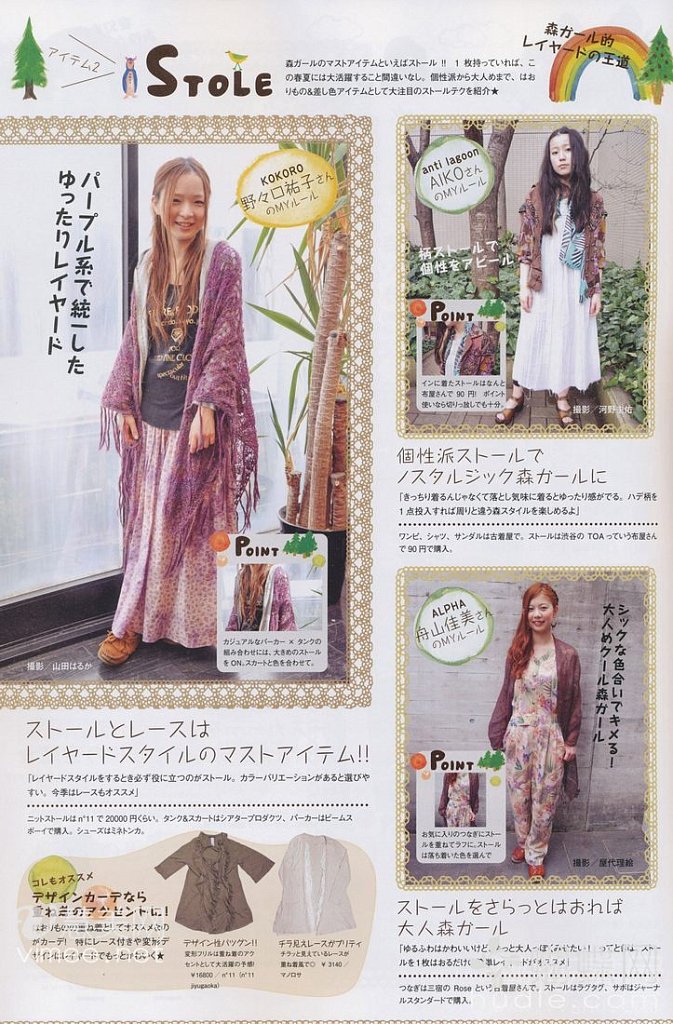 アイテム2
STOLE
森ガールのマストアイテムといえばストール!! 1枚持っていれば、こ
の春夏には大活躍すること間違いなし。個性派から大人めまで、はお
りもの&差し色アイテムとして大注目のストールテクを紹介★
森ガール的
レイヤードの王道
パープル系で統一した
ゆったりレイヤード
KOKORO
野々口祐子さん
のMYルール
POINT
カジュアルなパーカー×タンクの
組み合わせには、大きめのストール
をON。スカートと色を合わせて。
撮影/山田はるか
ストールとレースは
レイヤードスタイルのマストアイテム!!
「レイヤードスタイルをするとき必ず役に立つのがストール。カラーバリエーションがあると選びや
すい。今季はレースもオススメ」
ニットストールはn°11で20000円くらい。タンク&スカートはシアタープロダクツ、パーカーはビームス
ボーイで購入。シューズはミネトンカ。
コレもオススメ
デザインカーデなら
重ね着のアクセントに!
はおりものの重ね着としてオススメなの
がカーデ! 特にレース付きや変形デ
デザイン性バツグン!!
変形フリルは重ね着のアク
セントとして大活躍の予感!
￥16800 / n°11 (n°11
jiyugaoka)
チラ見えレースがプリティ
チラッと見えているレースが
重ね着風で◎ ￥3140 /
マノロサ
anti lagoon
AIKOさん
のMYルール
柄ストールで
個性をアピール
POINT
インに着たストールはなんと
布屋さんで90円! ポイント
使いなら切りっ放しでも十分。
撮影/河野圭佑
個性派ストールで
ノスタルジック森ガールに
「きっちり着るんじゃなくて落とし気味に着るとゆったり感がでる。ハデ柄を
1点投入すれば周りと違う森スタイルを楽しめるよ」
ワンピ、シャツ、サンダルは古着屋で。ストールは渋谷のTOAっていう布屋さん
で90円で購入。
ALPHA
舟山佳美さん
のMYルール
シックな色合いでキメる!
大人めクール森ガール
POINT
お気に入りのつなぎにストー
ルを重ねてラフに。ストール
は落ち着いた色を選んで
撮影/屋代理絵
ストールをさらっとはおれば
大人森ガール
「ゆるふわはかわいいけど、
つなぎは三宿のRoseという古着屋さんで。ストールはラグタグ、サボはジャーナ
ルスタンダードで購入。